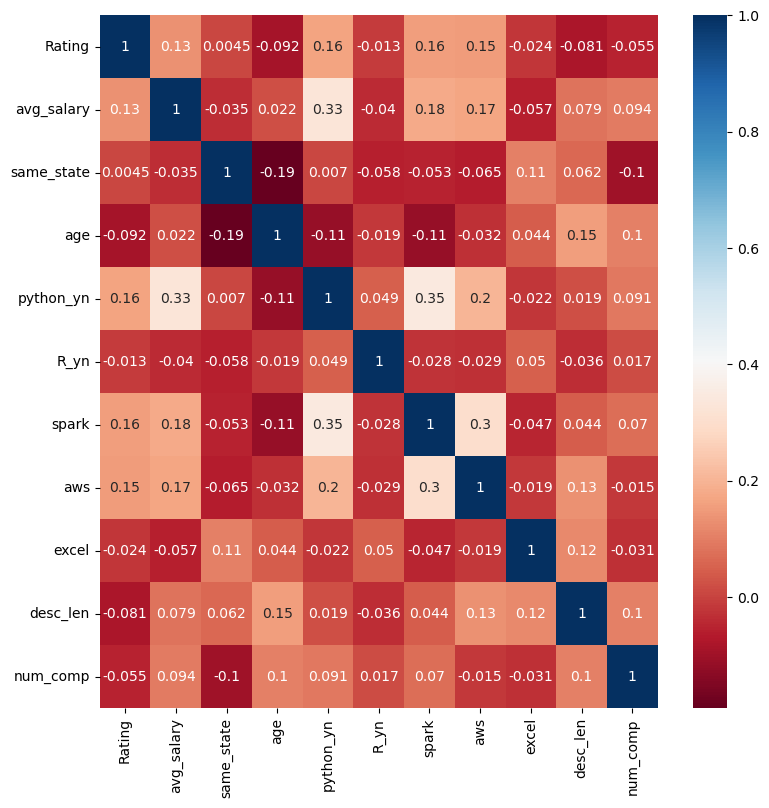 Rating 1 0.13 0.0045 -0.092 0.16 -0.013 0.16 0.15 -0.024 -0.081 -0.055
avg_salary 0.13 1 -0.035 0.022 0.33 -0.04 0.18 0.17 -0.057 0.079 0.094
same_state 0.0045 -0.035 1 -0.19 0.007 -0.058 -0.053 -0.065 0.11 0.062 -0.1
age -0.092 0.022 -0.19 1 -0.11 -0.019 -0.11 -0.032 0.044 0.15 0.1
python_yn 0.16 0.33 0.007 -0.11 1 0.049 0.35 0.2 -0.022 0.019 0.091
R_yn -0.013 -0.04 -0.058 -0.019 0.049 1 -0.028 -0.029 0.05 -0.036 0.017
spark 0.16 0.18 -0.053 -0.11 0.35 -0.028 1 0.3 -0.047 0.044 0.07
aws 0.15 0.17 -0.065 -0.032 0.2 -0.029 0.3 1 -0.019 0.13 -0.015
excel -0.024 -0.057 0.11 0.044 -0.022 0.05 -0.047 -0.019 1 0.12 -0.031
desc_len -0.081 0.079 0.062 0.15 0.019 -0.036 0.044 0.13 0.12 1 0.1
num_comp -0.055 0.094 -0.1 0.1 0.091 0.017 0.07 -0.015 -0.031 0.1 1
Rating avg_salary same_state age python_yn R_yn spark aws excel desc_len num_comp
1.0
0.8
0.6
0.4
0.2
0.0